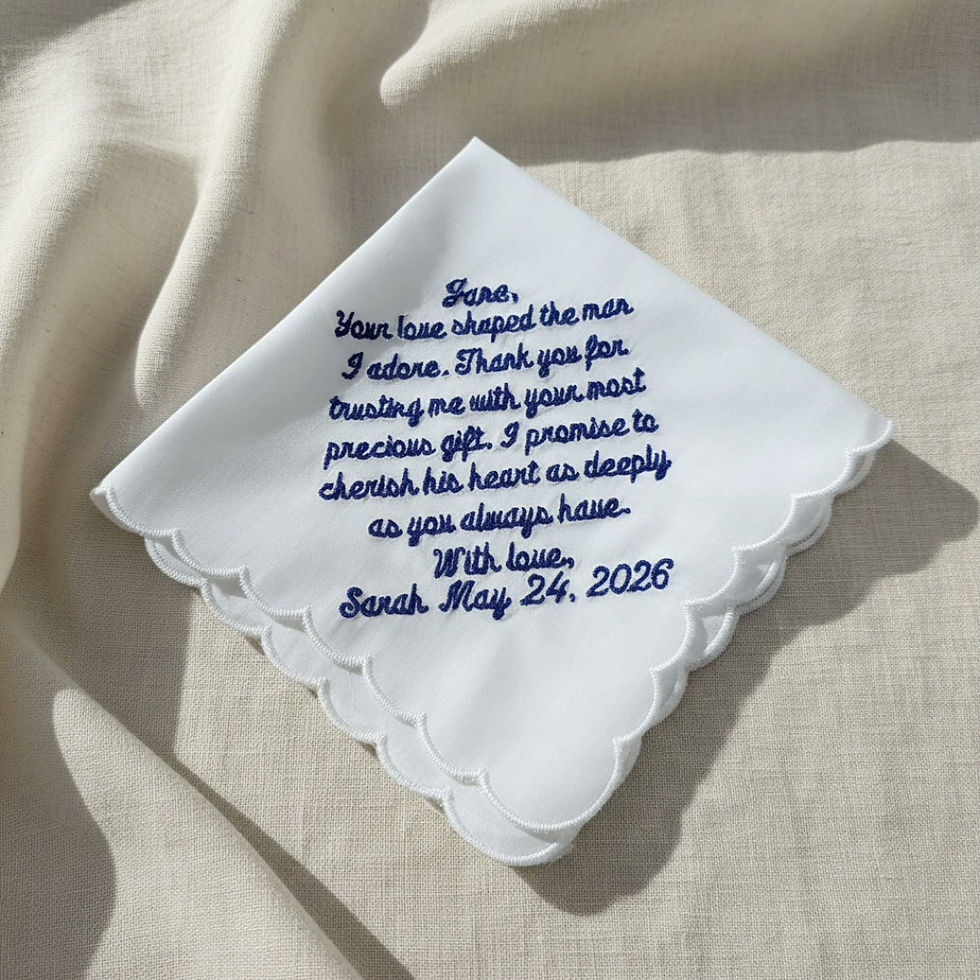 Jane,
Your love shaped the man
I adore. Thank you for
trusting me with your most
precious gift. I promise to
cherish his heart as deeply
as you always have.
With love,
Sarah May 24, 2026